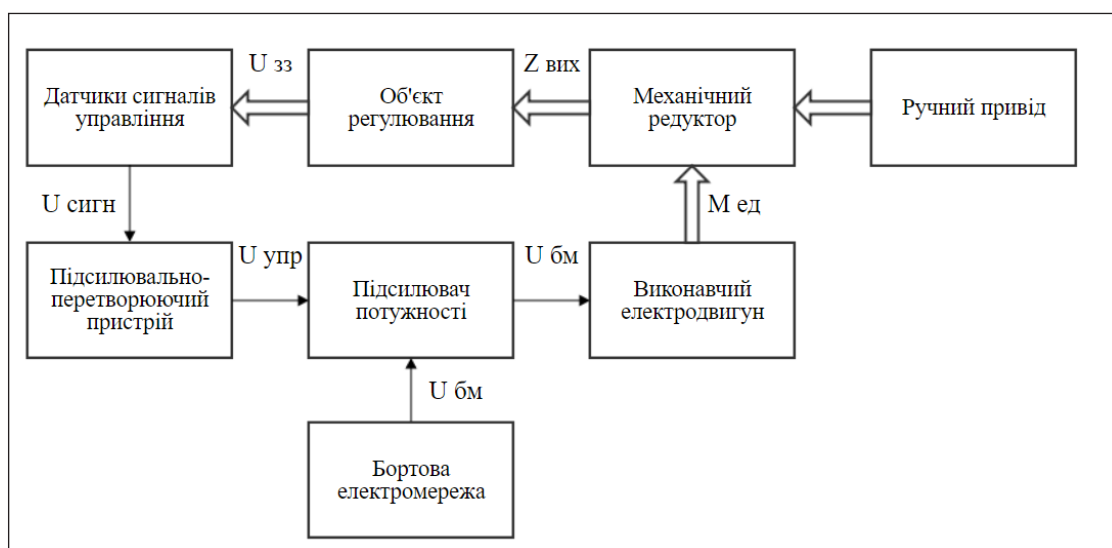 U зз
Z вих
Датчики сигналів
управління
Об'єкт
регулювання
Механічний
редуктор
Ручний привід
U сигн
М ед
U упр
U бм
Підсилювально-
перетворюючий
пристрій
Підсилювач
потужності
Виконавчий
електродвигун
U бм
Бортова
електромережа